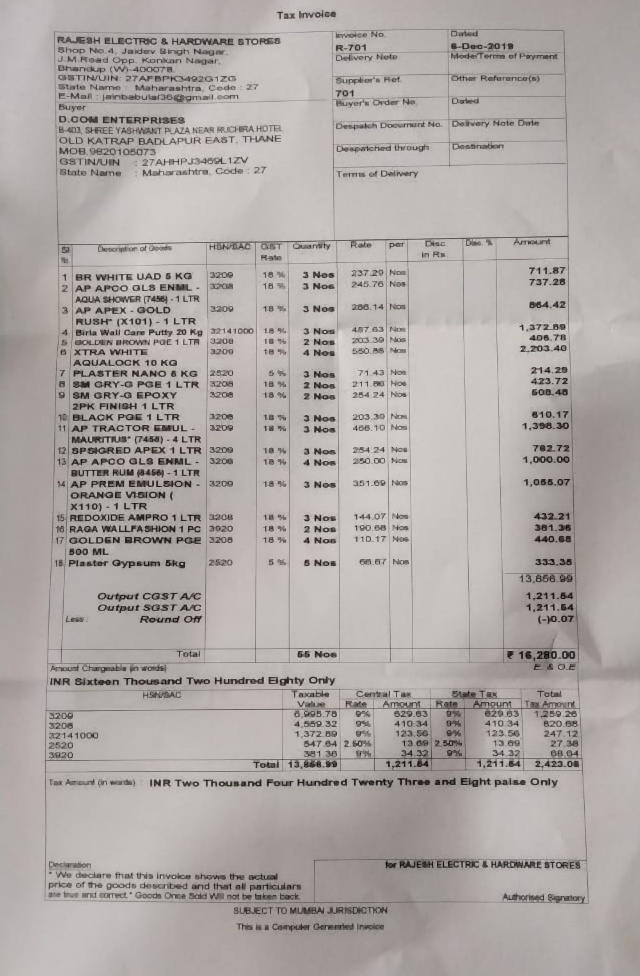 Tax Invoice
RAJESH ELECTRIC & HARDWARE STORES
Shop No.4, Jaidev Singh Nagar,
J.M.Road Opp. Konkan Nagar,
Bhandup (W)-400078.
GSTIN/UIN: 27AFBPK3492G1ZG
State Name : Maharashtra, Code : 27
E-Mail : jainbabulal36@gmail.com
Invoice No. Dated
R-701 6-Dec-2019
Delivery Note Mode/Terms of Payment
Supplier's Ref. Other Reference(s)
701
Buyer
D.COM ENTERPRISES
B-403, SHREE YASHWANT PLAZA NEAR RUCHIRA HOTEL
OLD KATRAP BADLAPUR EAST, THANE
MOB.9820105073
GSTIN/UIN : 27AHHPJ3469L1ZV
State Name : Maharashtra, Code : 27
Buyer's Order No. Dated
Despatch Document No. Delivery Note Date
Despatched through Destination
Terms of Delivery
Sl No. Description of Goods HSN/SAC GST Rate Quantity Rate per Disc in Rs. Disc. % Amount
1 BR WHITE UAD 5 KG 3209 18 % 3 Nos 237.29 Nos 711.87
2 AP APCO GLS ENML - 3208 18 % 3 Nos 245.76 Nos 737.28
AQUA SHOWER (7456) - 1 LTR
3 AP APEX - GOLD 3209 18 % 3 Nos 288.14 Nos 864.42
RUSH* (X101) - 1 LTR
4 Birla Wall Care Putty 20 Kg 32141000 18 % 3 Nos 457.63 Nos 1,372.89
5 GOLDEN BROWN PGE 1 LTR 3208 18 % 2 Nos 203.39 Nos 406.78
6 XTRA WHITE 3209 18 % 4 Nos 550.85 Nos 2,203.40
AQUALOCK 10 KG
7 PLASTER NANO 8 KG 2520 5 % 3 Nos 71.43 Nos 214.29
8 SM GRY-G PGE 1 LTR 3208 18 % 2 Nos 211.86 Nos 423.72
9 SM GRY-G EPOXY 3208 18 % 2 Nos 254.24 Nos 508.48
2PK FINISH 1 LTR
10 BLACK PGE 1 LTR 3208 18 % 3 Nos 203.39 Nos 610.17
11 AP TRACTOR EMUL - 3209 18 % 3 Nos 466.10 Nos 1,398.30
MAURITIUS* (7458) - 4 LTR
12 SPSIGRED APEX 1 LTR 3209 18 % 3 Nos 254.24 Nos 762.72
13 AP APCO GLS ENML - 3208 18 % 4 Nos 250.00 Nos 1,000.00
BUTTER RUM (8456) - 1 LTR
14 AP PREM EMULSION - 3209 18 % 3 Nos 351.69 Nos 1,055.07
ORANGE VISION (
X110) - 1 LTR
15 REDOXIDE AMPRO 1 LTR 3208 18 % 3 Nos 144.07 Nos 432.21
16 RAGA WALLFASHION 1 PC 3920 18 % 2 Nos 190.68 Nos 381.36
17 GOLDEN BROWN PGE 3208 18 % 4 Nos 110.17 Nos 440.68
500 ML
18 Plaster Gypsum 5kg 2520 5 % 5 Nos 66.67 Nos 333.35
13,856.99
Output CGST A/C 1,211.54
Output SGST A/C 1,211.54
Less : Round Off (-)0.07
Total 55 Nos ₹ 16,280.00
Amount Chargeable (in words) E. & O.E
INR Sixteen Thousand Two Hundred Eighty Only
HSN/SAC Taxable Value Central Tax Rate Amount State Tax Rate Amount Total Tax Amount
3209 6,995.78 9% 629.63 9% 629.63 1,259.26
3208 4,559.32 9% 410.34 9% 410.34 820.68
32141000 1,372.89 9% 123.56 9% 123.56 247.12
2520 547.64 2.50% 13.69 2.50% 13.69 27.38
3920 381.36 9% 34.32 9% 34.32 68.64
Total 13,856.99 1,211.54 1,211.54 2,423.08
Tax Amount (in words) : INR Two Thousand Four Hundred Twenty Three and Eight paise Only
Declaration
* We declare that this invoice shows the actual
price of the goods described and that all particulars
are true and correct.* Goods Once Sold Will not be taken back.
for RAJESH ELECTRIC & HARDWARE STORES
Authorised Signatory
SUBJECT TO MUMBAI JURISDICTION
This is a Computer Generated Invoice